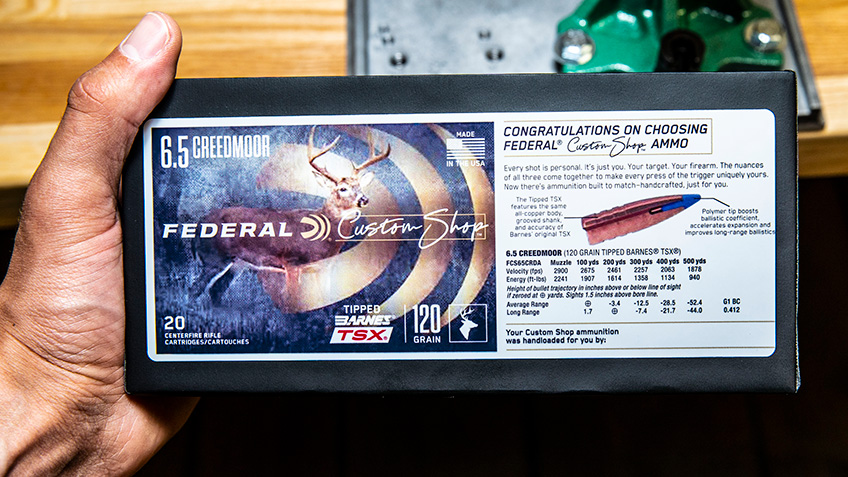 6.5 CREEDMOOR
MADE
IN THE USA
FEDERAL Custom Shop
20
CENTERFIRE RIFLE
CARTRIDGES/CARTOUCHES
TIPPED
BARNES
TSX
120
GRAIN
CONGRATULATIONS ON CHOOSING
FEDERAL® Custom Shop AMMO
Every shot is personal. It's just you. Your target. Your firearm. The nuances
of all three come together to make every press of the trigger uniquely yours.
Now there's ammunition built to match–handcrafted, just for you.
The Tipped TSX
features the same
all-copper body,
grooved shank,
and accuracy of
Barnes' original TSX
Polymer tip boosts
ballistic coefficient,
accelerates expansion and
improves long-range ballistics
6.5 CREEDMOOR (120 GRAIN TIPPED BARNES® TSX®)
FCS65CRDA Muzzle 100 yds 200 yds 300 yds 400 yds 500 yds
Velocity (fps) 2900 2675 2461 2257 2063 1878
Energy (ft-lbs) 2241 1907 1614 1358 1134 940
Height of bullet trajectory in inches above or below line of sight
if zeroed at ⊕ yards. Sights 1.5 inches above bore line.
Average Range ⊕ -3.4 -12.5 -28.5 -52.4 G1 BC
Long Range 1.7 ⊕ -7.4 -21.7 -44.0 0.412
Your Custom Shop ammunition
was handloaded for you by: